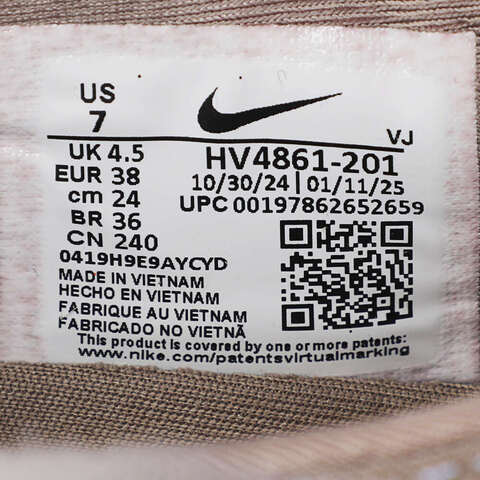 US
7
VJ
UK 4.5
EUR 38
cm 24
BR 36
CN 240
HV4861-201
10/30/24 | 01/11/25
UPC 00197862652659
0419H9E9AYCYD
MADE IN VIETNAM
HECHO EN VIETNAM
FABRIQUE AU VIETNAM
FABRICADO NO VIETNÃ
This product is covered by one or more patents.
www.nike.com/patentsvirtualmarking